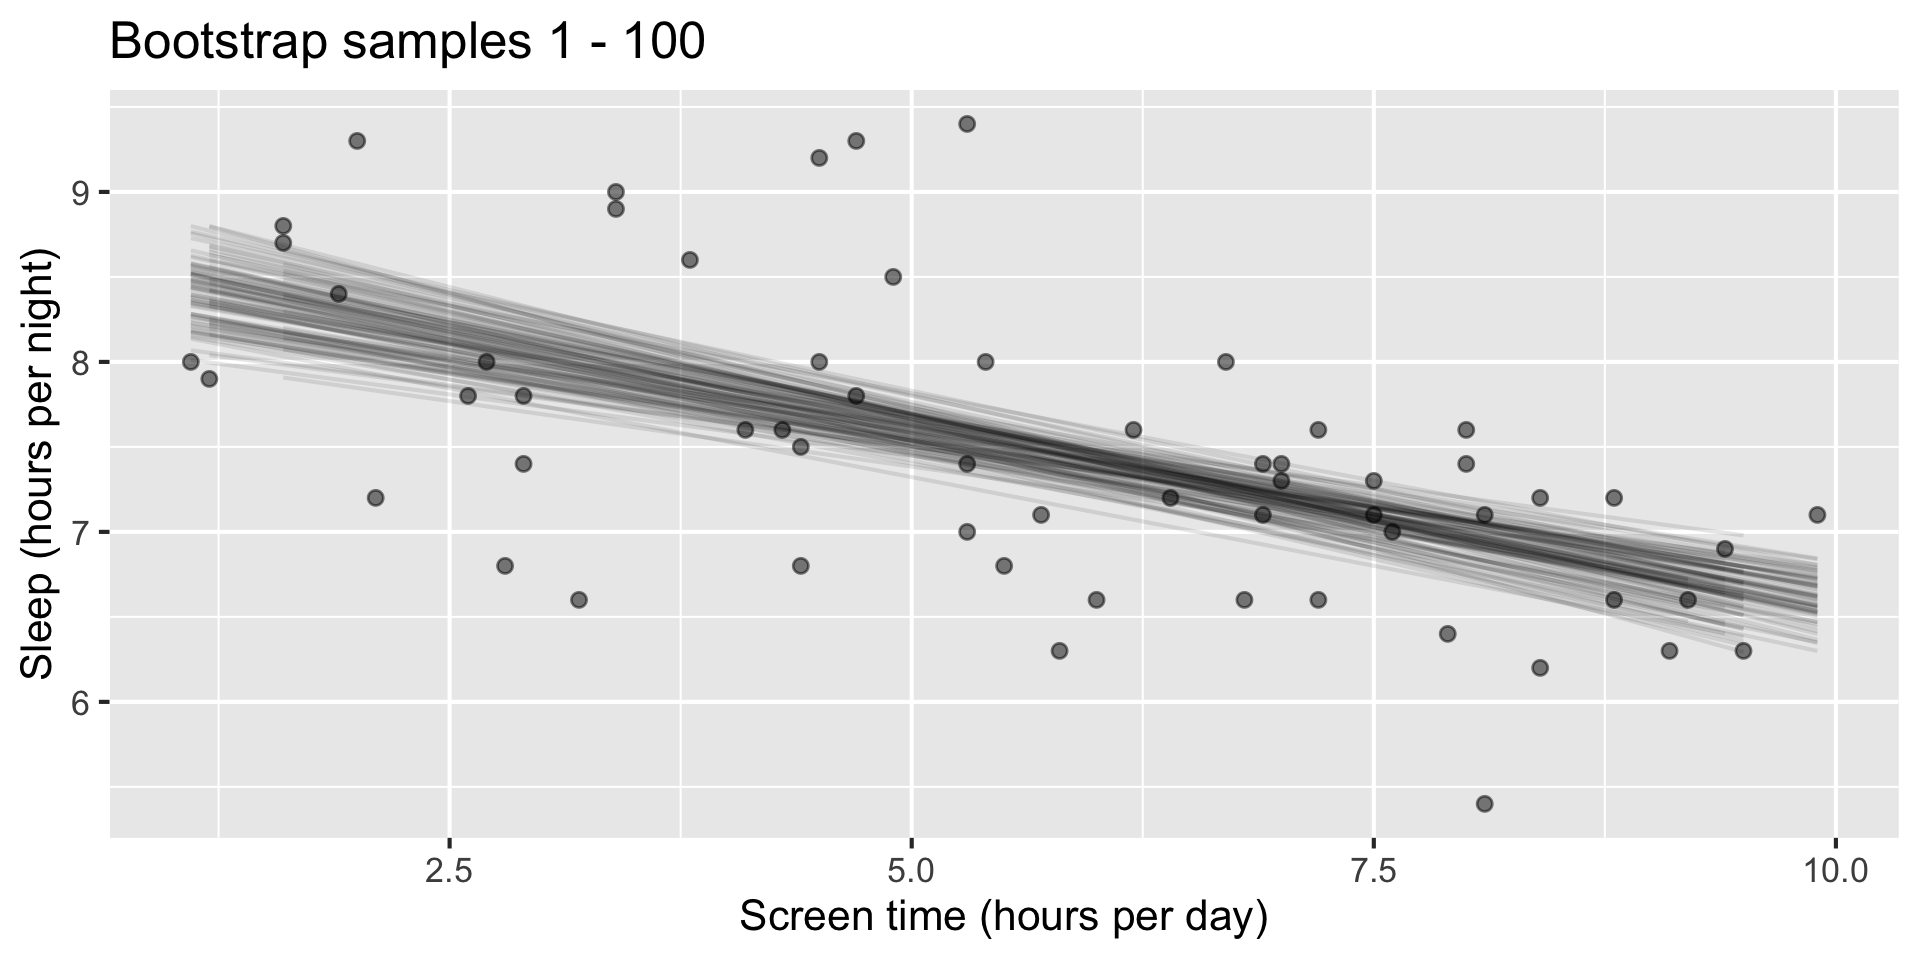 Bootstrap samples 1 - 100
Sleep (hours per night)
9
8
7
6
2.5 5.0 7.5 10.0
Screen time (hours per day)